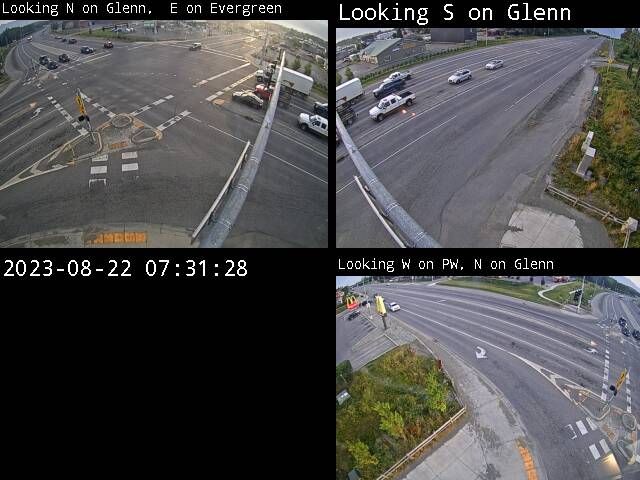 Looking N on Glenn,  E on Evergreen
Looking S on Glenn
2023-08-22 07:31:28
Looking W on PW, N on Glenn